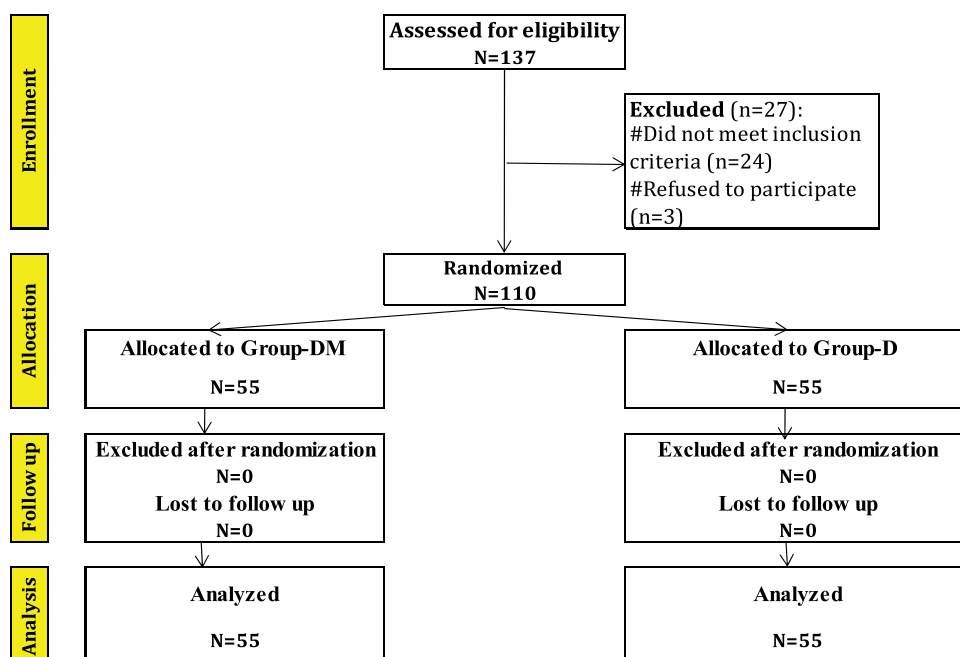 Enrollment
Assessed for eligibility
N=137
Excluded (n=27):
#Did not meet inclusion
criteria (n=24)
#Refused to participate
(n=3)
Allocation
Randomized
N=110
Allocated to Group-DM
N=55
Allocated to Group-D
N=55
Follow up
Excluded after randomization
N=0
Lost to follow up
N=0
Excluded after randomization
N=0
Lost to follow up
N=0
Analysis
Analyzed
N=55
Analyzed
N=55